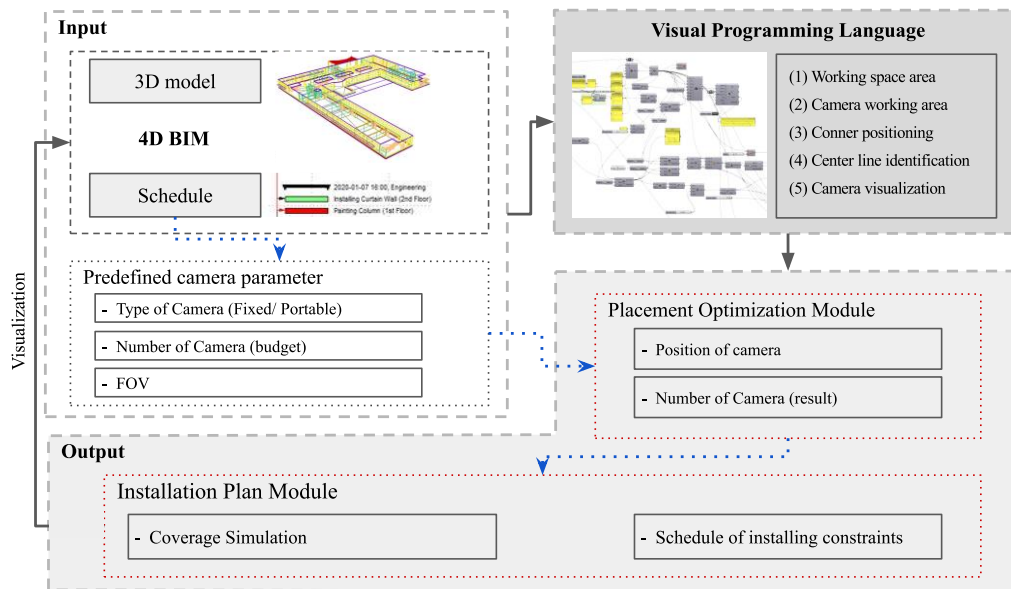 Input
3D model
4D BIM
Schedule
2020-01-07 16:00, Engineering
Installing Curtain Wall (2nd Floor)
Painting Column (1st Floor)
Predefined camera parameter
- Type of Camera (Fixed/ Portable)
- Number of Camera (budget)
- FOV
Visualization
Visual Programming Language
(1) Working space area
(2) Camera working area
(3) Conner positioning
(4) Center line identification
(5) Camera visualization
Placement Optimization Module
- Position of camera
- Number of Camera (result)
Output
Installation Plan Module
- Coverage Simulation
- Schedule of installing constraints